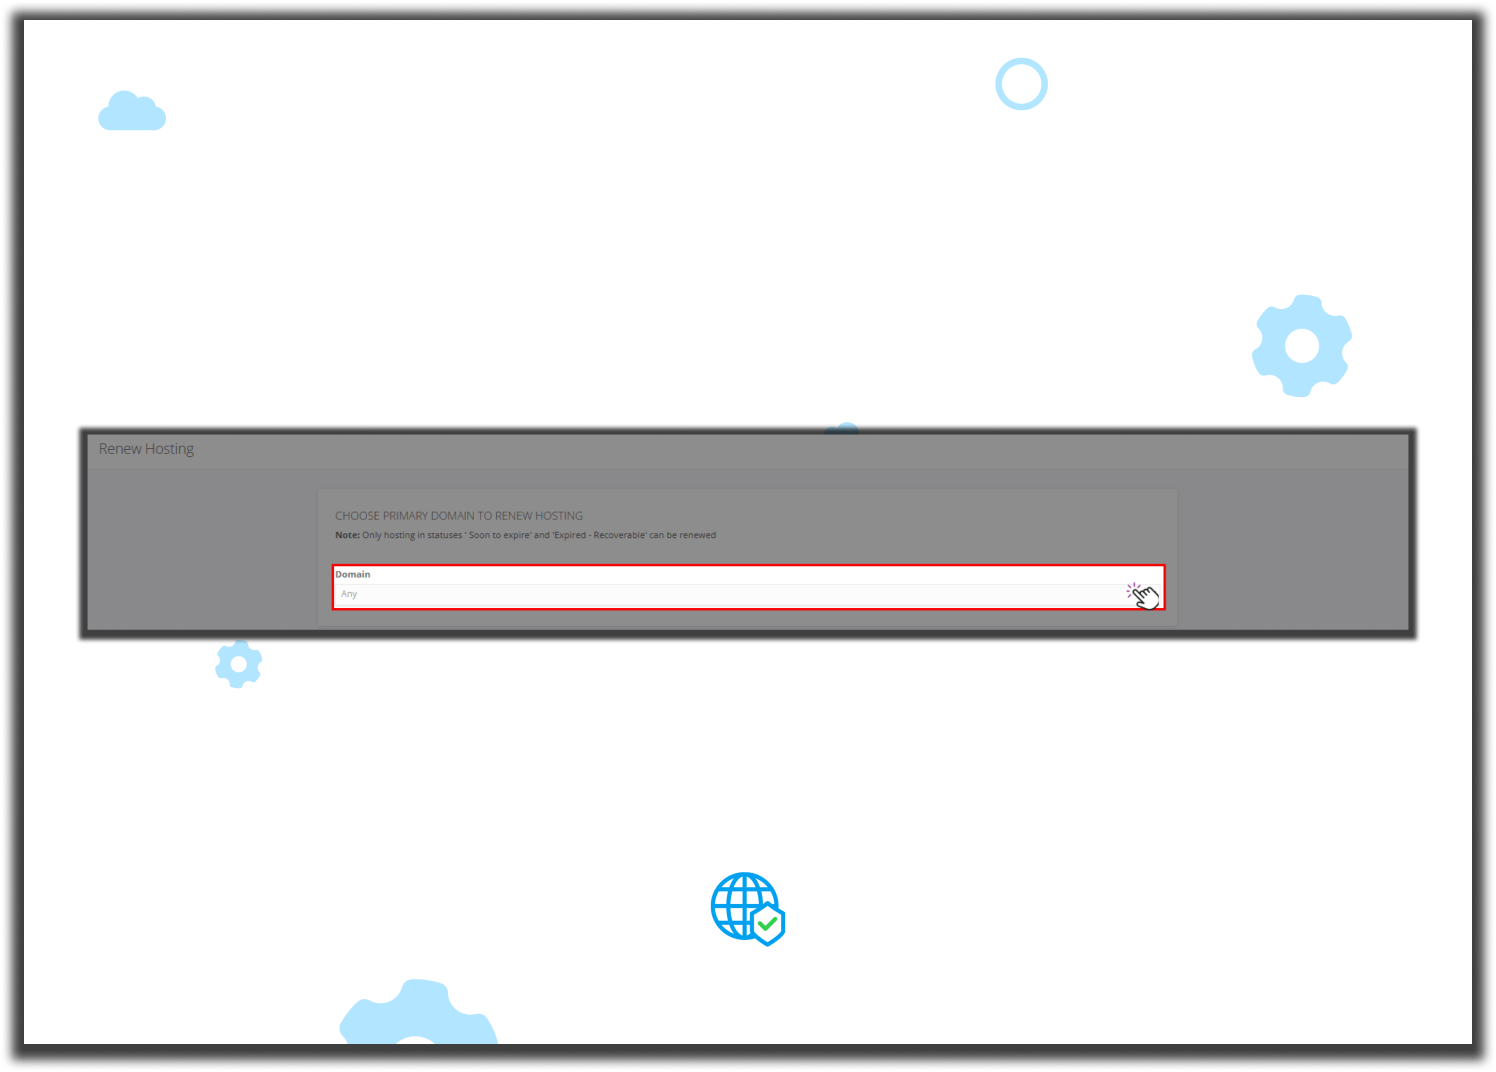 Renew Hosting
CHOOSE PRIMARY DOMAIN TO RENEW HOSTING
Note: Only hosting in statuses ' Soon to expire' and 'Expired - Recoverable' can be renewed
Domain
Any